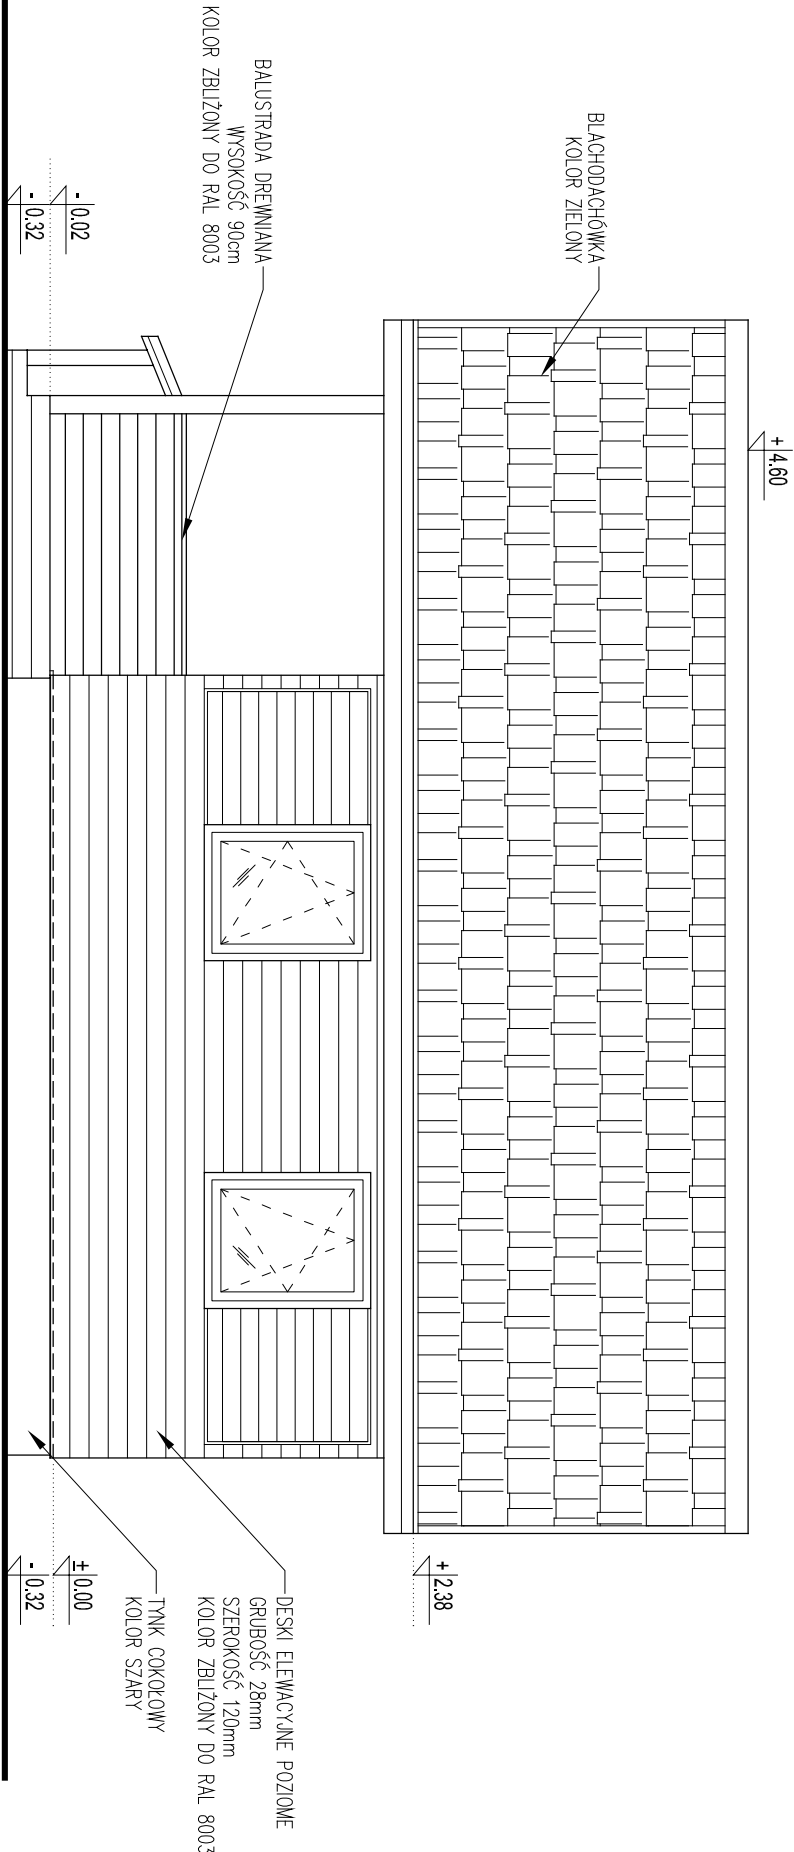 BLACHODACHÓWKA
KOLOR ZIELONY
+ 4.60
BALUSTRADA DREWNIANA
WYSOKOŚĆ 90cm
KOLOR ZBLIŻONY DO RAL 8003
- 0.02
- 0.32
+ 2.38
DESKI ELEWACYJNE POZIOME
GRUBOŚĆ 28mm
SZEROKOŚĆ 120mm
KOLOR ZBLIŻONY DO RAL 8003
TYNK COKOŁOWY
KOLOR SZARY
±0.00
- 0.32